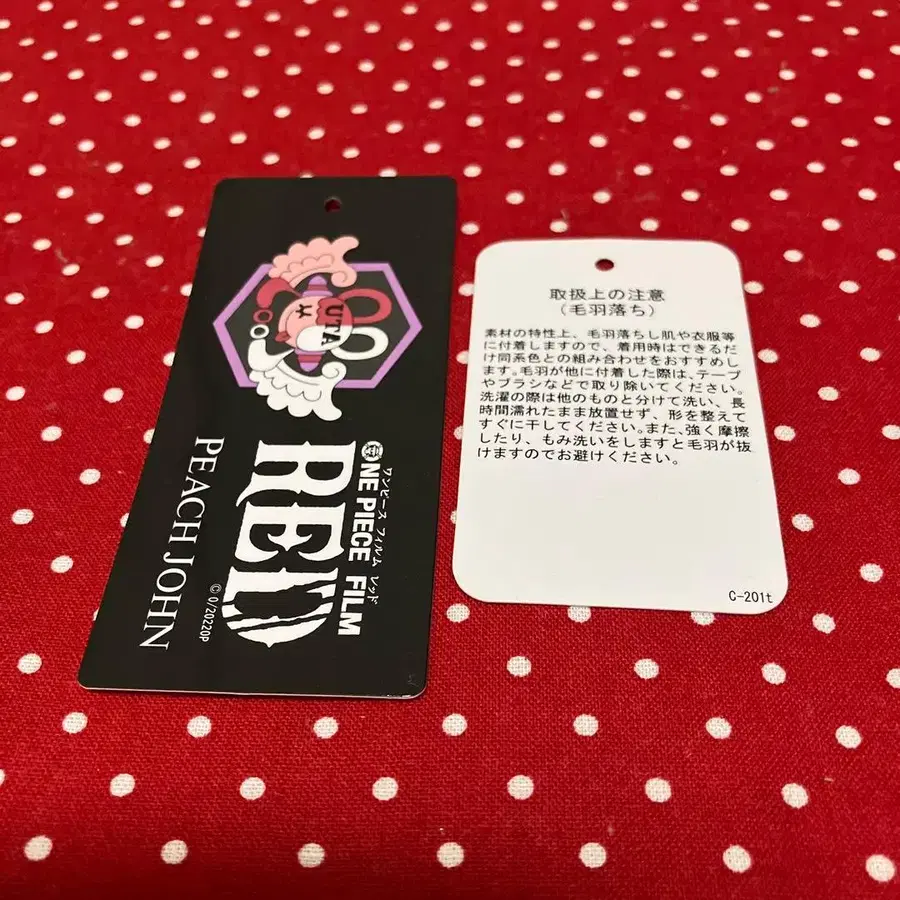 UTA
ONE PIECE FILM
ワンピース フィルム レッド
RED
©O/2022OP
PEACH JOHN
取扱上の注意
(毛羽落ち)
素材の特性上、毛羽落ちし肌や衣服等
に付着しますので、着用時はできるだ
け同系色との組み合わせをおすすめし
ます。毛羽が他に付着した際は、テープ
やブラシなどで取り除いてください。
洗濯の際は他のものと分けて洗い、長
時間濡れたまま放置せず、形を整えて
すぐに干してください。また、強く摩擦
したり、もみ洗いをしますと毛羽が抜
けますのでお避けください。
C-201t